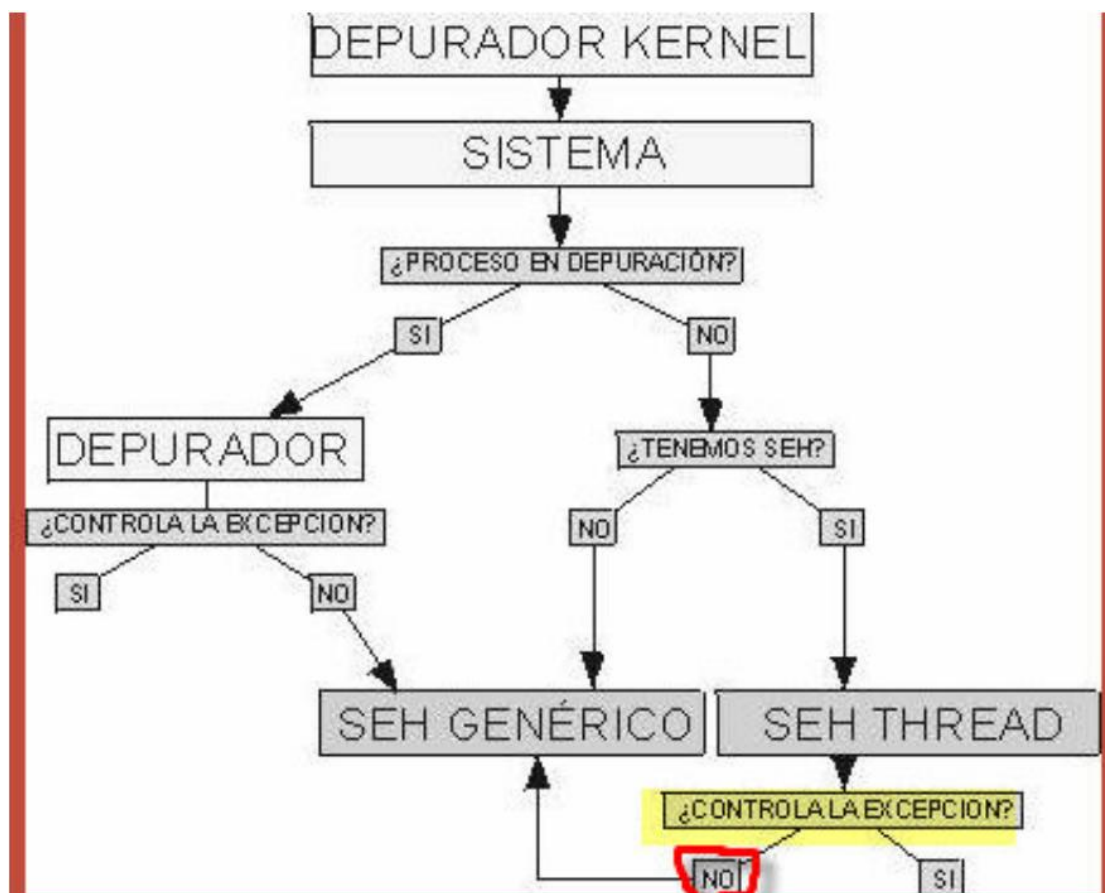 DEPURADOR KERNEL
SISTEMA
¿PROCESO EN DEPURACIÓN?
SI
NO
DEPURADOR
¿TENEMOS SEH?
¿CONTROLA LA EXCEPCION?
NO
SI
SI
NO
SEH GENÉRICO
SEH THREAD
¿CONTROLA LA EXCEPCION?
NO
SI